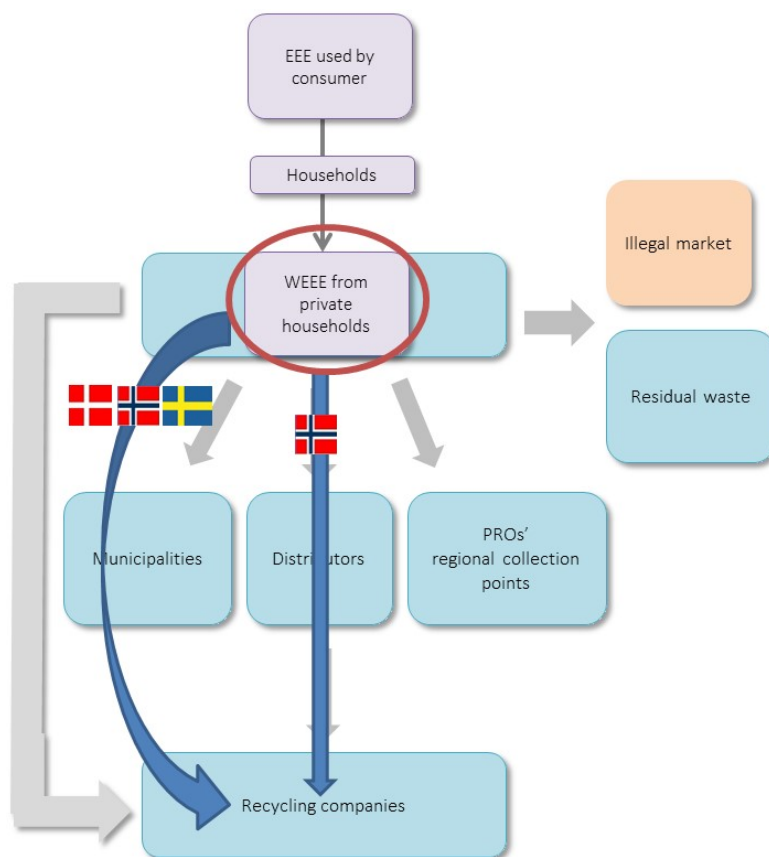 EEE used by
consumer
Households
WEEE from
private
households
Illegal market
Residual waste
Municipalities
Distributors
PROs’
regional collection
points
Recycling companies